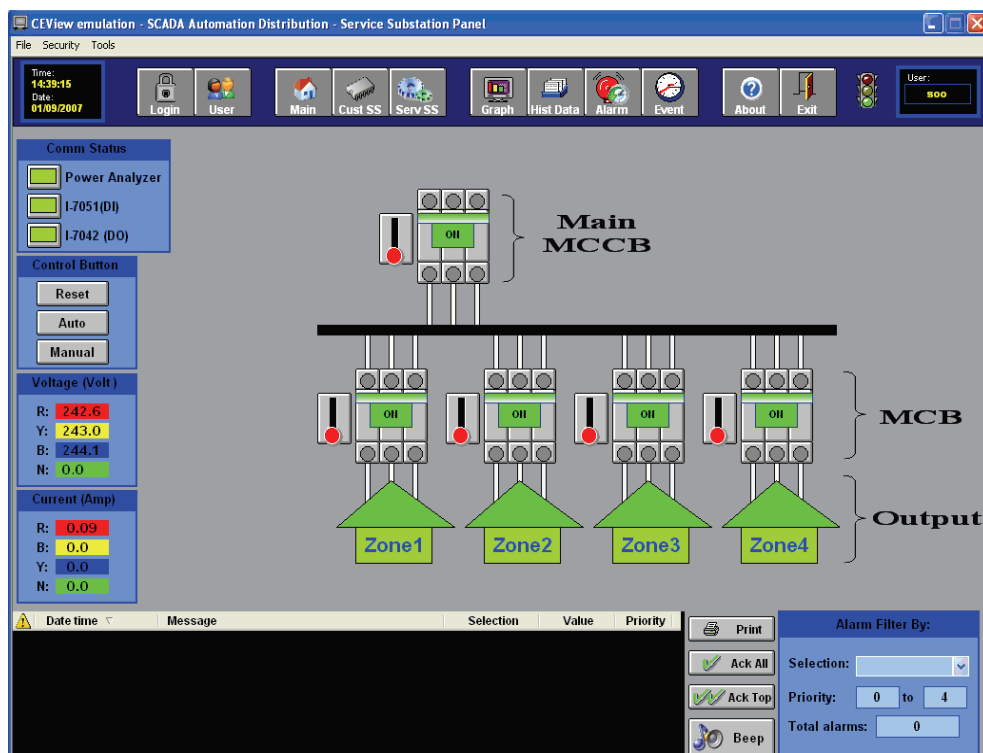 CEView emulation - SCADA Automation Distribution - Service Substation Panel
File Security Tools
Time:
14:39:15
Date:
01/09/2007
Login
User
Main
Cust SS
Serv SS
Graph
Hist Data
Alarm
Event
About
Exit
User:
soo
Comm Status
Power Analyzer
I-7051(DI)
I-7042 (DO)
Control Button
Reset
Auto
Manual
Voltage (Volt)
R: 242.6
Y: 243.0
B: 244.1
N: 0.0
Current (Amp)
R: 0.09
B: 0.0
Y: 0.0
N: 0.0
ON
Main
MCCB
ON
ON
ON
ON
MCB
Zone1
Zone2
Zone3
Zone4
Output
Date time Message Selection Value Priority
Print
Ack All
Ack Top
Beep
Alarm Filter By:
Selection:
Priority: 0 to 4
Total alarms: 0